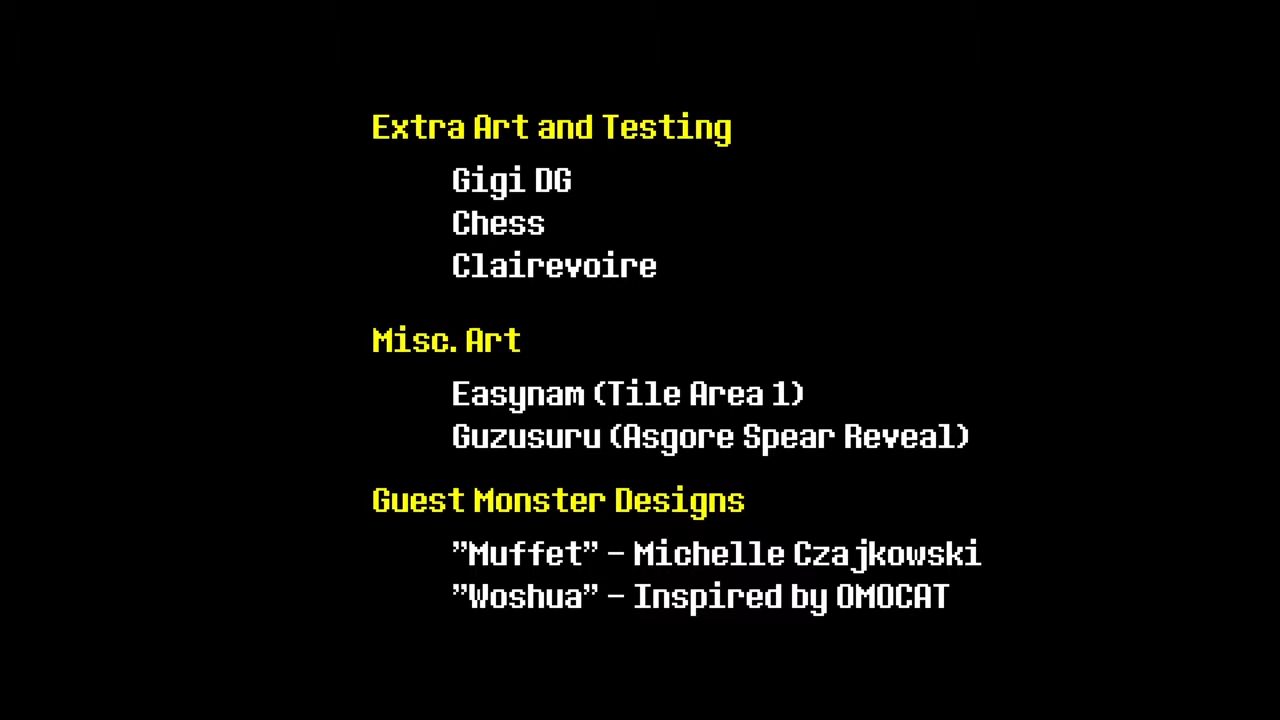 Extra Art and Testing
Gigi DG
Chess
Clairevoire
Misc. Art
Easynam (Tile Area 1)
Guzusuru (Asgore Spear Reveal)
Guest Monster Designs
”Muffet” - Michelle Czajkowski
”Woshua” - Inspired by OMOCAT